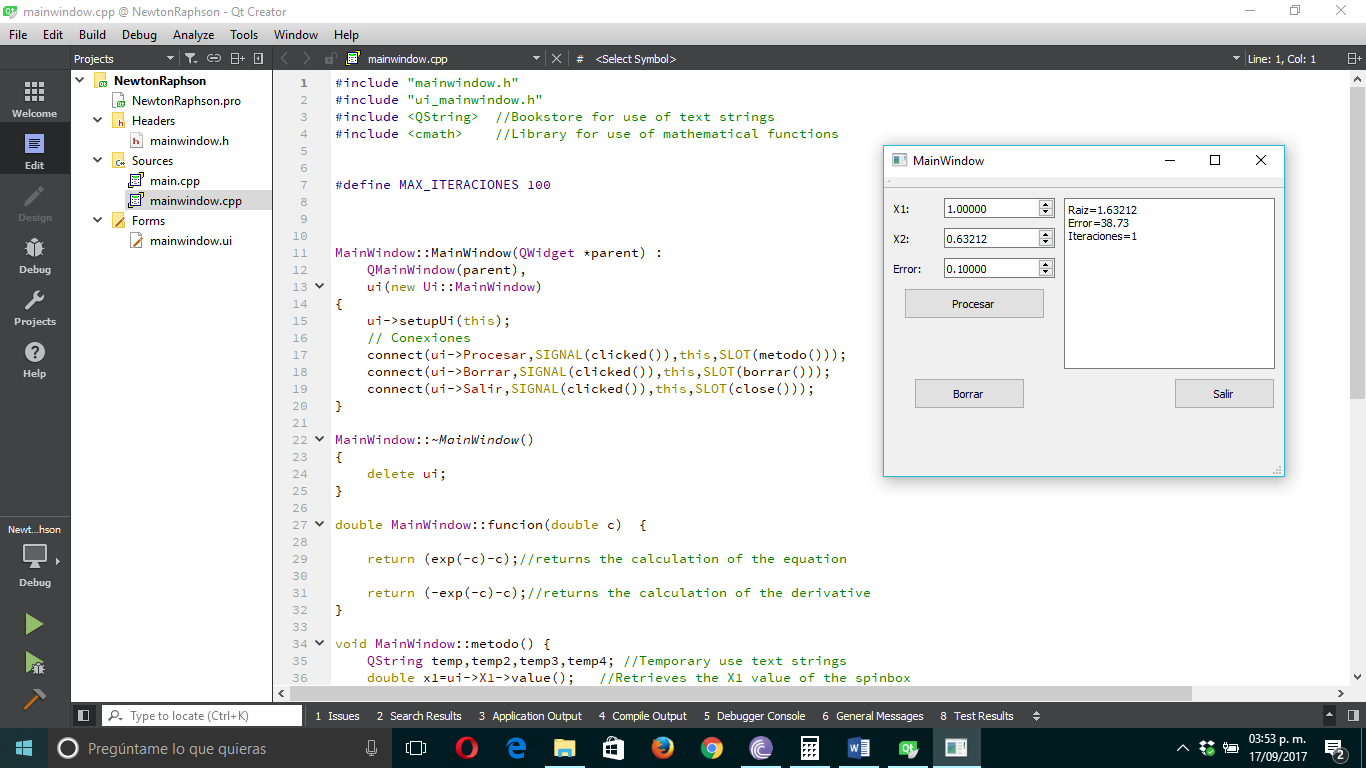 mainwindow.cpp @ NewtonRaphson - Qt Creator
File Edit Build Debug Analyze Tools Window Help
Projects
mainwindow.cpp
# <Select Symbol>
Line: 1, Col: 1
Welcome
Edit
Design
Debug
Projects
Help
Newt...hson
Debug
NewtonRaphson
NewtonRaphson.pro
Headers
mainwindow.h
Sources
main.cpp
mainwindow.cpp
Forms
mainwindow.ui
1 #include "mainwindow.h"
2 #include "ui_mainwindow.h"
3 #include <QString>  //Bookstore for use of text strings
4 #include <cmath>    //Library for use of mathematical functions
5
6
7 #define MAX_ITERACIONES 100
8
9
10
11 MainWindow::MainWindow(QWidget *parent) :
12     QMainWindow(parent),
13     ui(new Ui::MainWindow)
14 {
15     ui->setupUi(this);
16     // Conexiones
17     connect(ui->Procesar,SIGNAL(clicked()),this,SLOT(metodo()));
18     connect(ui->Borrar,SIGNAL(clicked()),this,SLOT(borrar()));
19     connect(ui->Salir,SIGNAL(clicked()),this,SLOT(close()));
20 }
21
22 MainWindow::~MainWindow()
23 {
24     delete ui;
25 }
26
27 double MainWindow::funcion(double c)  {
28
29     return (exp(-c)-c);//returns the calculation of the equation
30
31     return (-exp(-c)-c);//returns the calculation of the derivative
32 }
33
34 void MainWindow::metodo() {
35     QString temp,temp2,temp3,temp4; //Temporary use text strings
36     double x1=ui->X1->value();   //Retrieves the X1 value of the spinbox
MainWindow
X1: 1.00000
X2: 0.63212
Error: 0.10000
Procesar
Borrar
Raiz=1.63212
Error=38.73
Iteraciones=1
Salir
Type to locate (Ctrl+K)
1 Issues 2 Search Results 3 Application Output 4 Compile Output 5 Debugger Console 6 General Messages 8 Test Results
Pregúntame lo que quieras
03:53 p. m.
17/09/2017
2